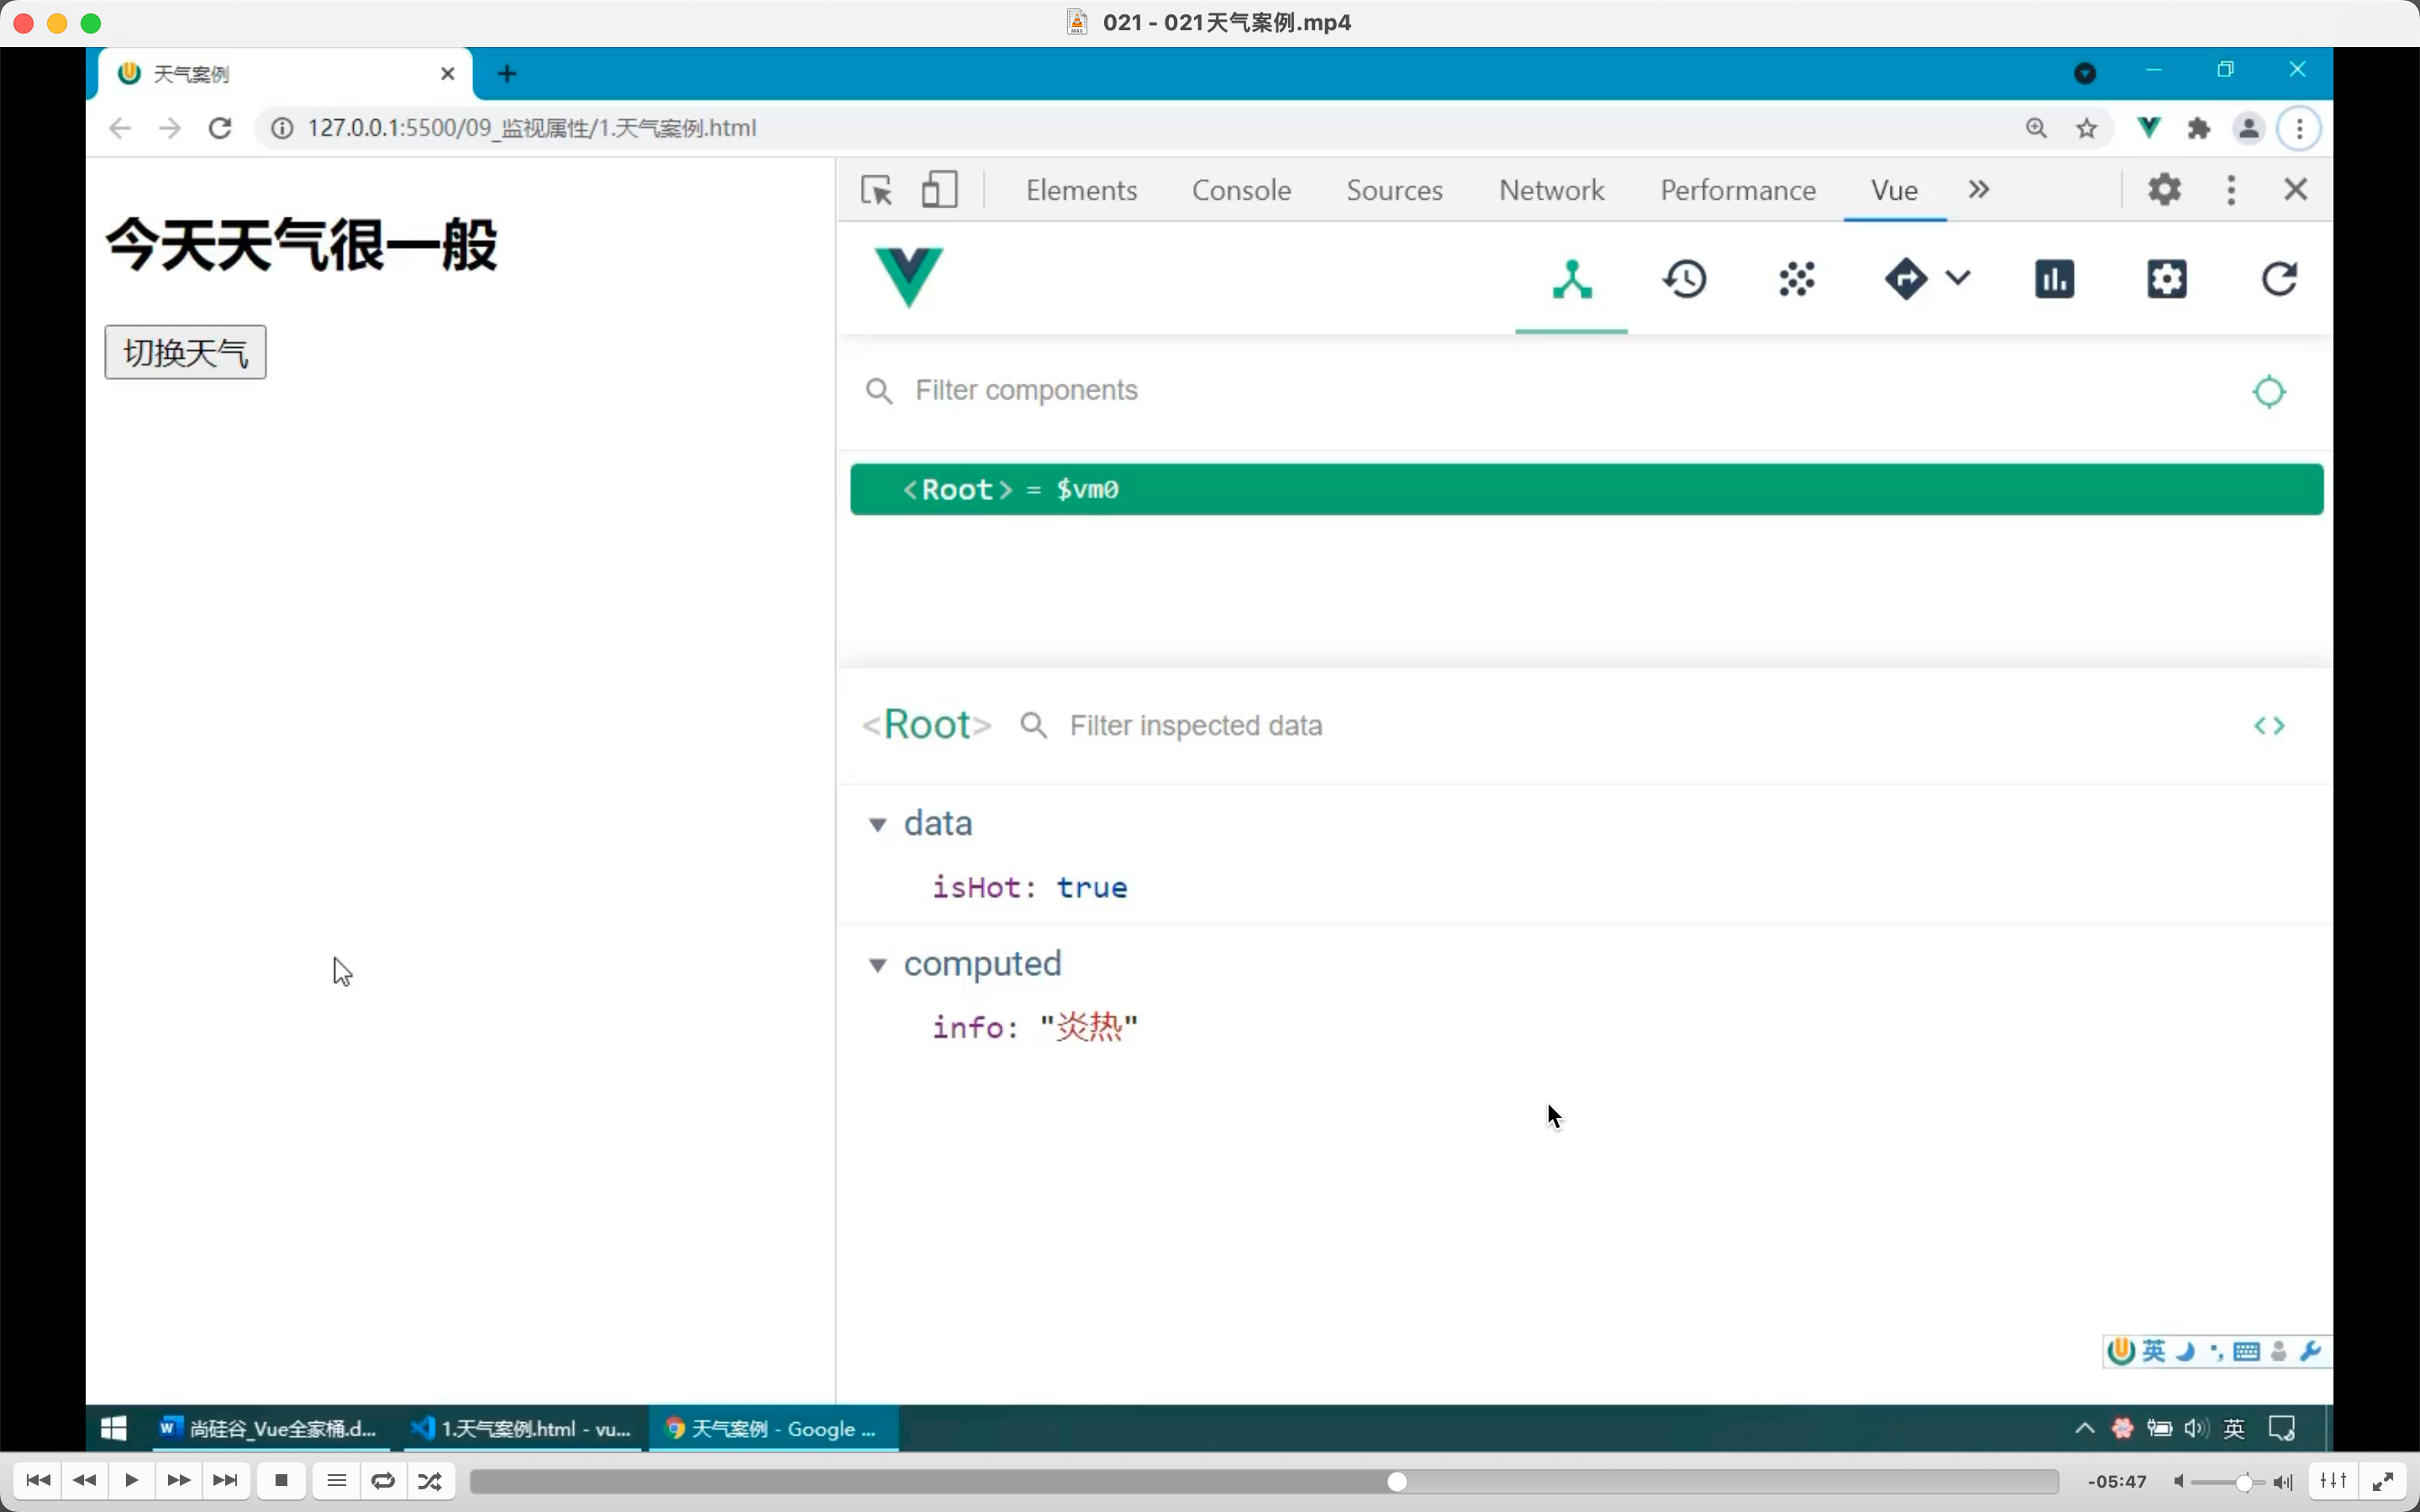 021 - 021天气案例.mp4
天气案例
127.0.0.1:5500/09_监视属性/1.天气案例.html
今天天气很一般
切换天气
Elements Console Sources Network Performance Vue
Filter components
<Root> = $vm0
<Root> Filter inspected data
data
isHot: true
computed
info: "炎热"
英
尚硅谷_Vue全家桶.d... 1.天气案例.html - vu... 天气案例 - Google ... 英
-05:47